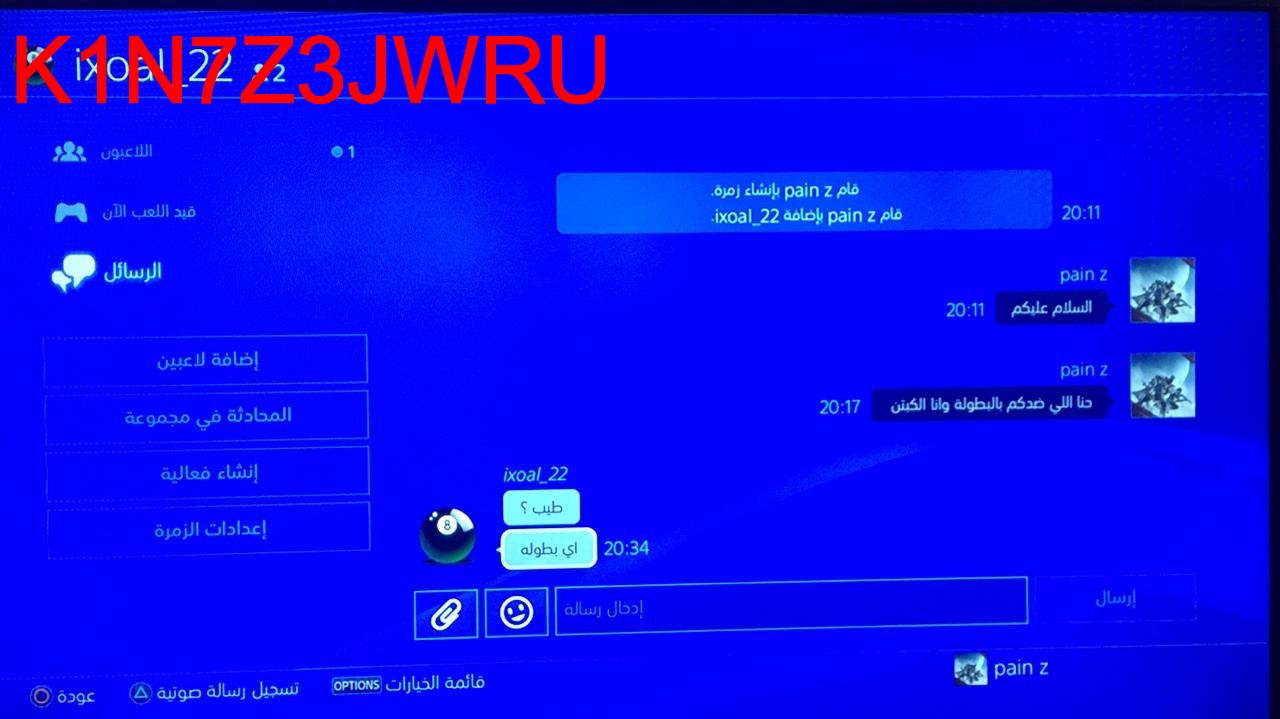 K1N7Z3JWRU
ixoal_22 2
اللاعبون
1
قيد اللعب الآن
الرسائل
إضافة لاعبين
المحادثة في مجموعة
إنشاء فعالية
إعدادات الزمرة
قام pain z بإنشاء زمرة.
قام pain z بإضافة ixoal_22.
20:11
pain z
السلام عليكم
20:11
pain z
حنا اللي ضدكم بالبطولة وانا الكبتن
20:17
ixoal_22
طيب ؟
8
اي بطوله
20:34
إدخال رسالة
إرسال
pain z
عودة
تسجيل رسالة صوتية
OPTIONS قائمة الخيارات